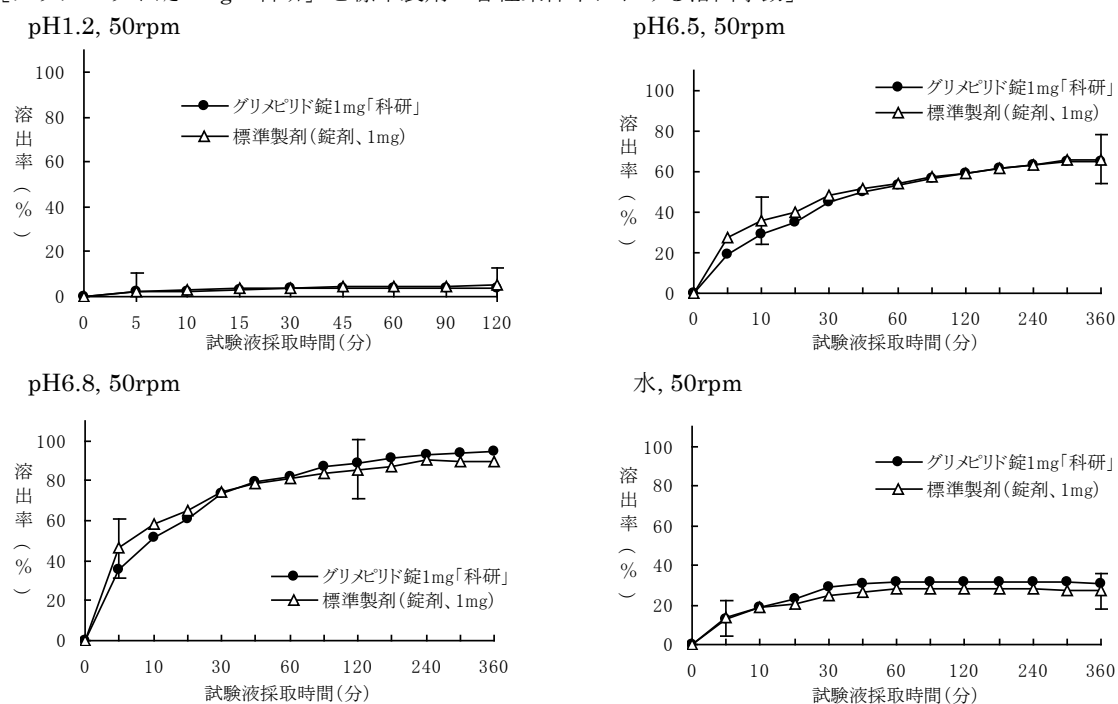 pH1.2, 50rpm
100
80
60
40
20
0
溶出率(%)
グリメピリド錠1mg「科研」
標準製剤(錠剤、1mg)
0 5 10 15 30 45 60 90 120
試験液採取時間(分)
pH6.5, 50rpm
100
80
60
40
20
0
溶出率(%)
グリメピリド錠1mg「科研」
標準製剤(錠剤、1mg)
0 10 30 60 120 240 360
試験液採取時間(分)
pH6.8, 50rpm
100
80
60
40
20
0
溶出率(%)
グリメピリド錠1mg「科研」
標準製剤(錠剤、1mg)
0 10 30 60 120 240 360
試験液採取時間(分)
水, 50rpm
100
80
60
40
20
0
溶出率(%)
グリメピリド錠1mg「科研」
標準製剤(錠剤、1mg)
0 10 30 60 120 240 360
試験液採取時間(分)